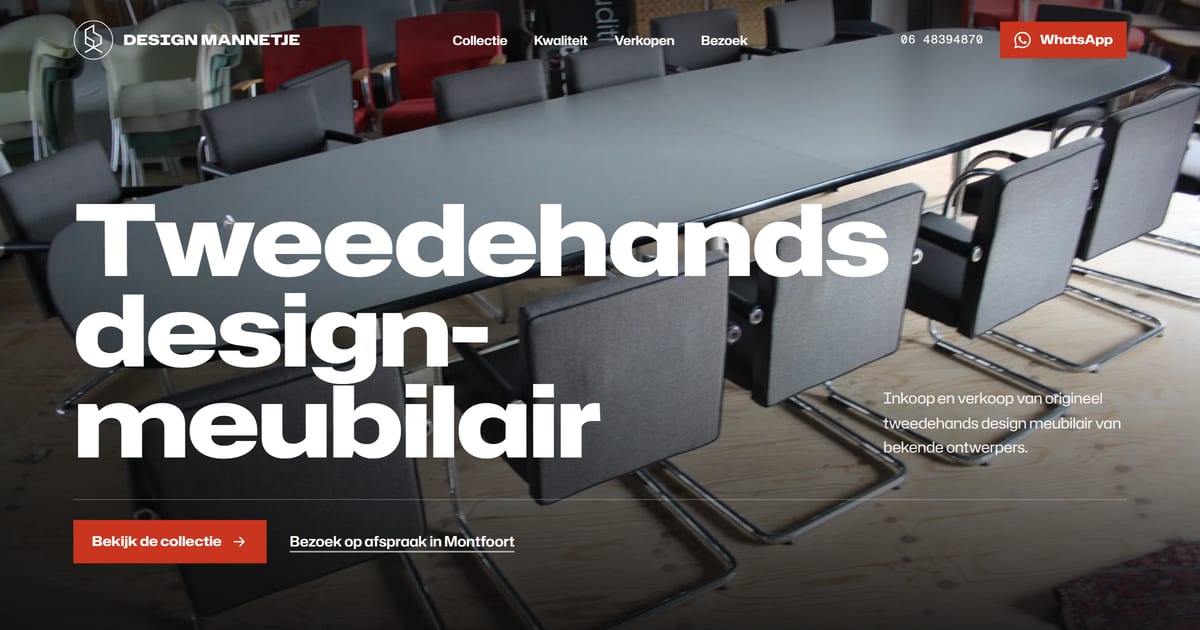 DESIGN MANNETJE
Collectie
Kwaliteit
Verkopen
Bezoek
06 48394870
WhatsApp
Tweedehands
design-
meubilair
Inkoop en verkoop van origineel
tweedehands design meubilair van
bekende ontwerpers.
Bekijk de collectie →
Bezoek op afspraak in Montfoort